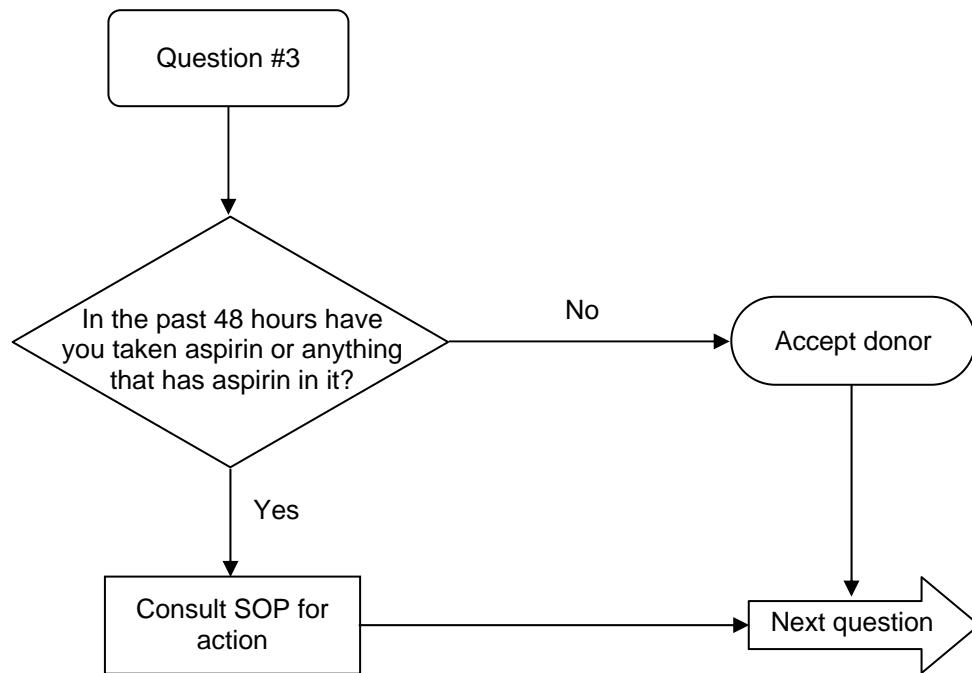 Question #3
In the past 48 hours have
you taken aspirin or anything
that has aspirin in it?
No
Accept donor
Yes
Consult SOP for
action
Next question